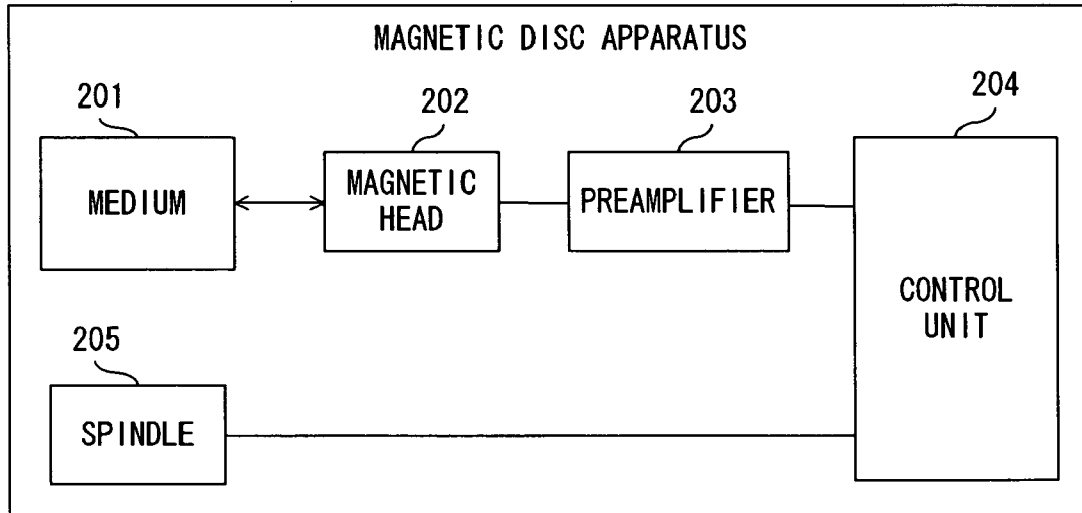 MAGNETIC DISC APPARATUS
201
202
203
204
MEDIUM
MAGNETIC
HEAD
PREAMPLIFIER
CONTROL
UNIT
205
SPINDLE